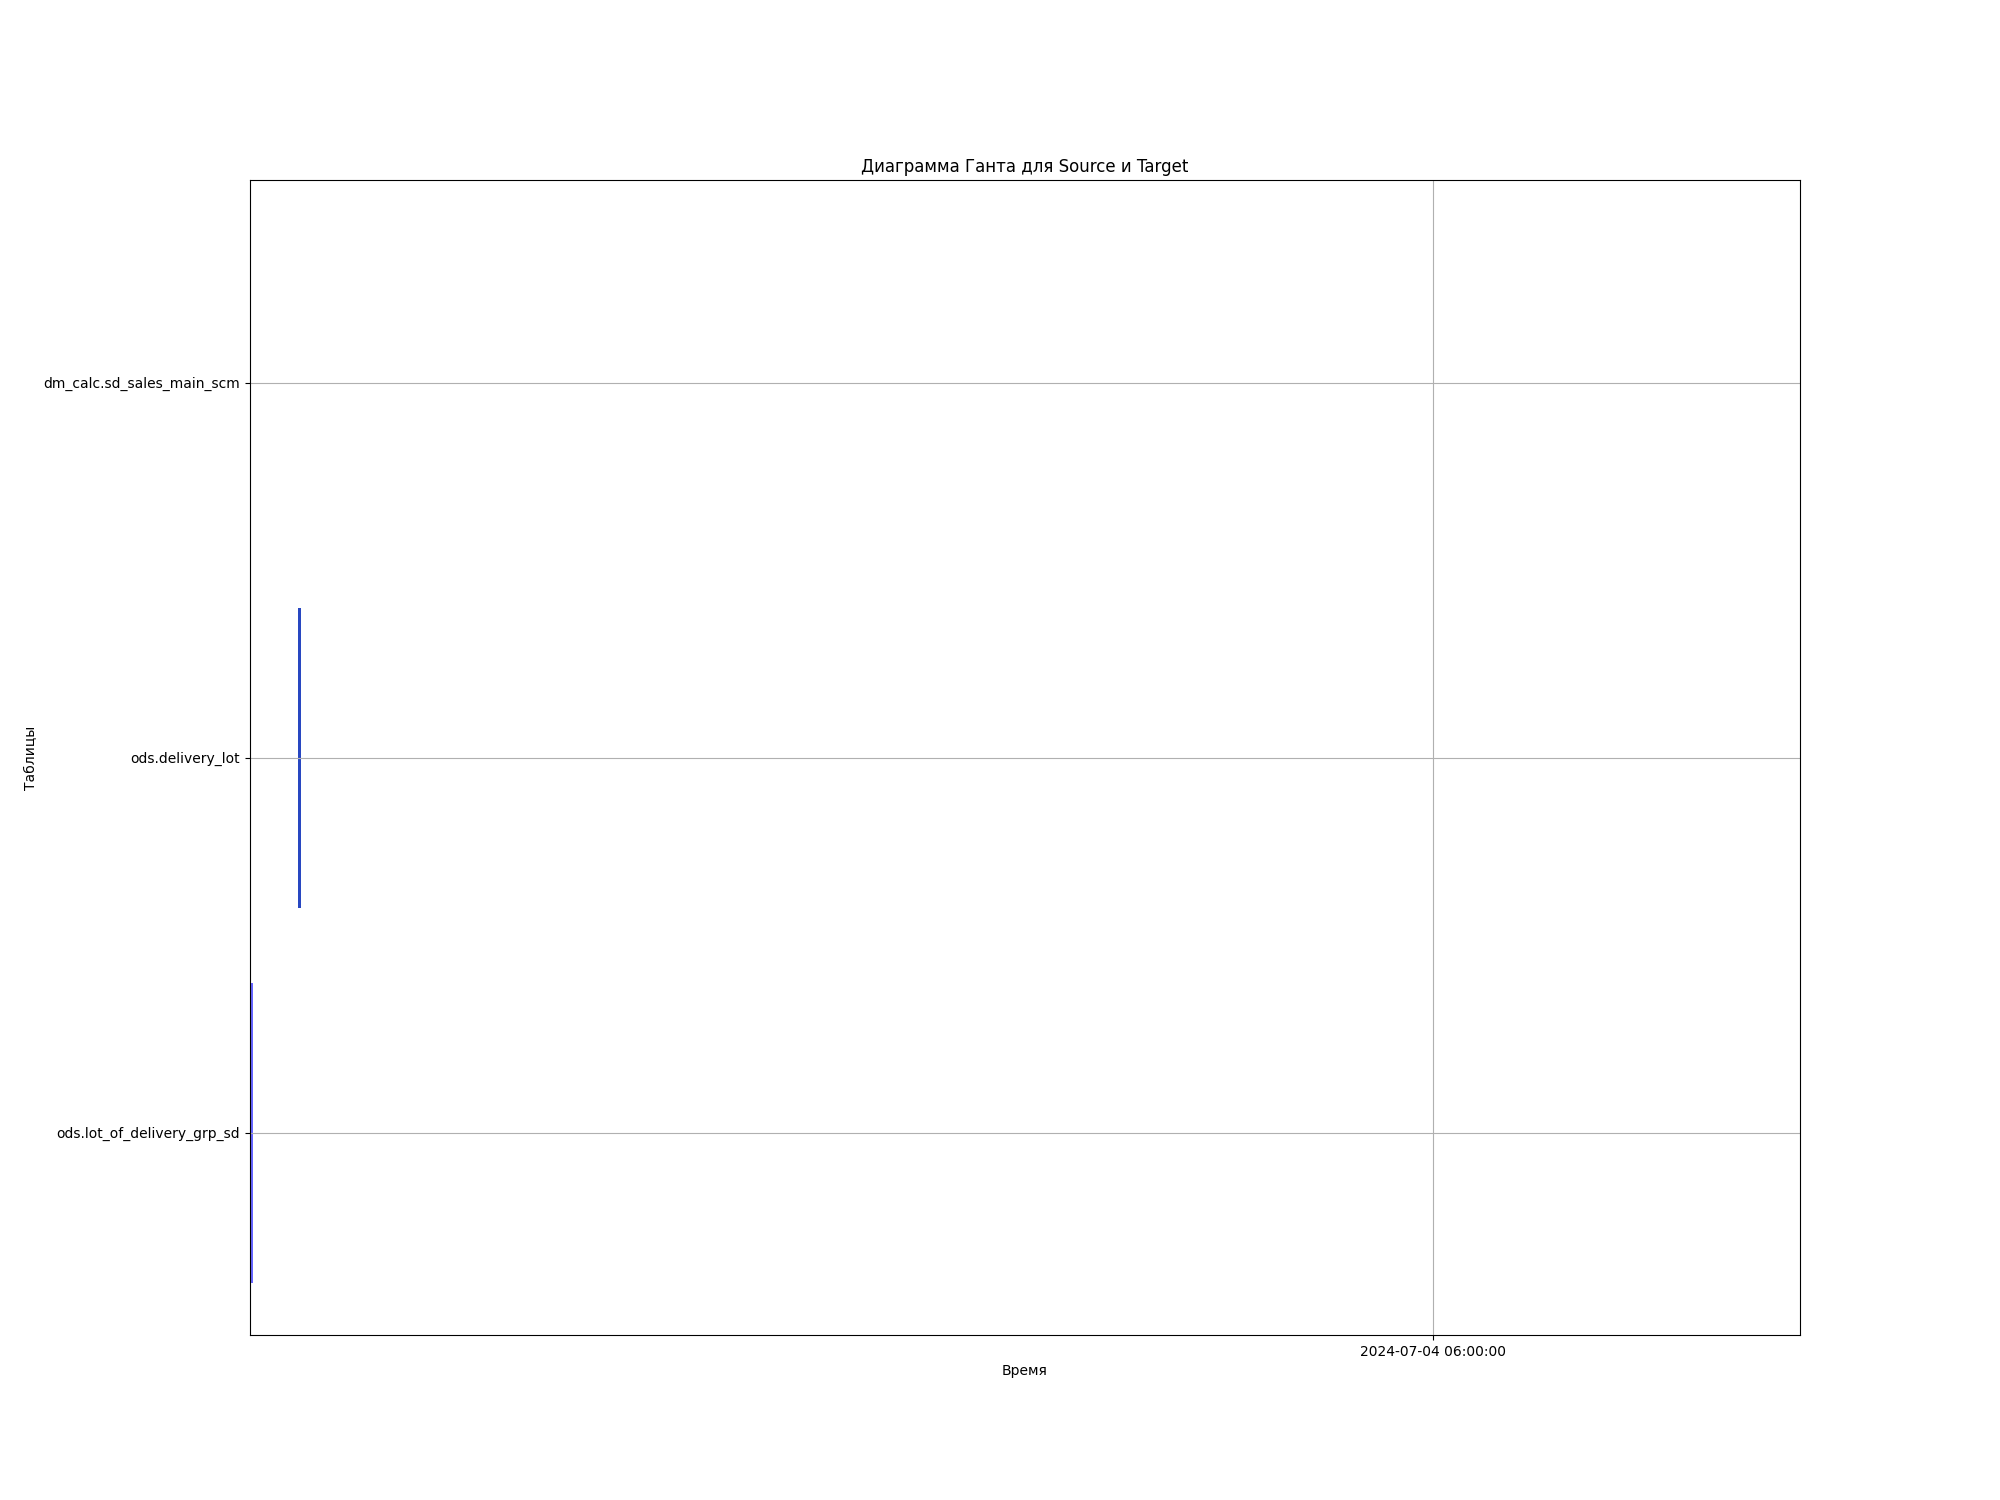 Диаграмма Ганта для Source и Target
dm_calc.sd_sales_main_scm
ods.delivery_lot
ods.lot_of_delivery_grp_sd
Таблицы
2024-07-04 06:00:00
Время